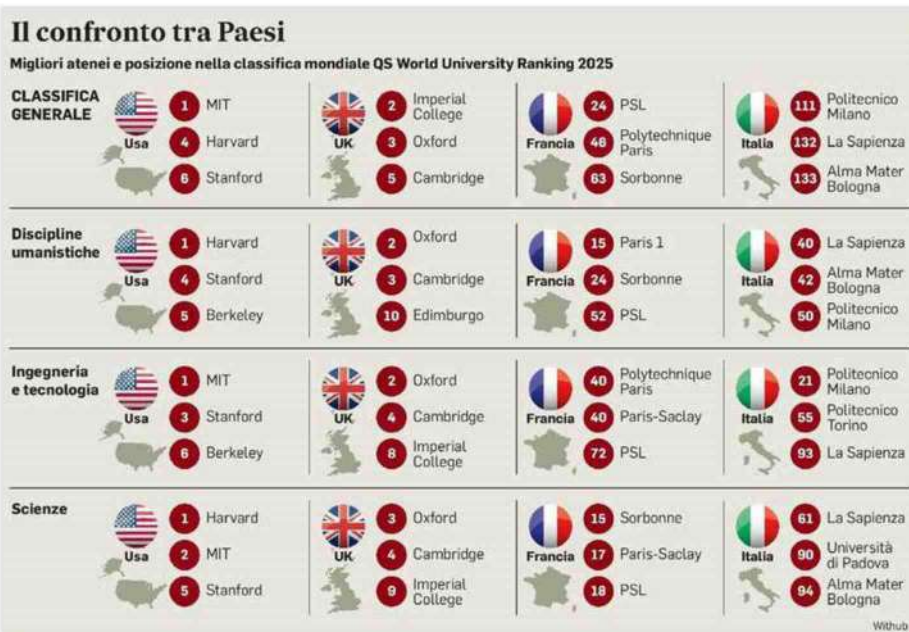 Il confronto tra Paesi
Migliori atenei e posizione nella classifica mondiale QS World University Ranking 2025
CLASSIFICA
GENERALE
Usa
1 MIT
4 Harvard
6 Stanford
UK
2 Imperial
College
3 Oxford
5 Cambridge
Francia
24 PSL
46 Polytechnique
Paris
63 Sorbonne
Italia
111 Politecnico
Milano
132 La Sapienza
133 Alma Mater
Bologna
Discipline
umanistiche
Usa
1 Harvard
4 Stanford
5 Berkeley
UK
2 Oxford
3 Cambridge
10 Edimburgo
Francia
15 Paris 1
24 Sorbonne
52 PSL
Italia
40 La Sapienza
42 Alma Mater
Bologna
50 Politecnico
Milano
Ingegneria
e tecnologia
Usa
1 MIT
3 Stanford
6 Berkeley
UK
2 Oxford
4 Cambridge
8 Imperial
College
Francia
40 Polytechnique
Paris
40 Paris-Saclay
72 PSL
Italia
21 Politecnico
Milano
55 Politecnico
Torino
93 La Sapienza
Scienze
Usa
1 Harvard
2 MIT
5 Stanford
UK
3 Oxford
4 Cambridge
9 Imperial
College
Francia
15 Sorbonne
17 Paris-Saclay
18 PSL
Italia
61 La Sapienza
90 Università
di Padova
94 Alma Mater
Bologna
Withub